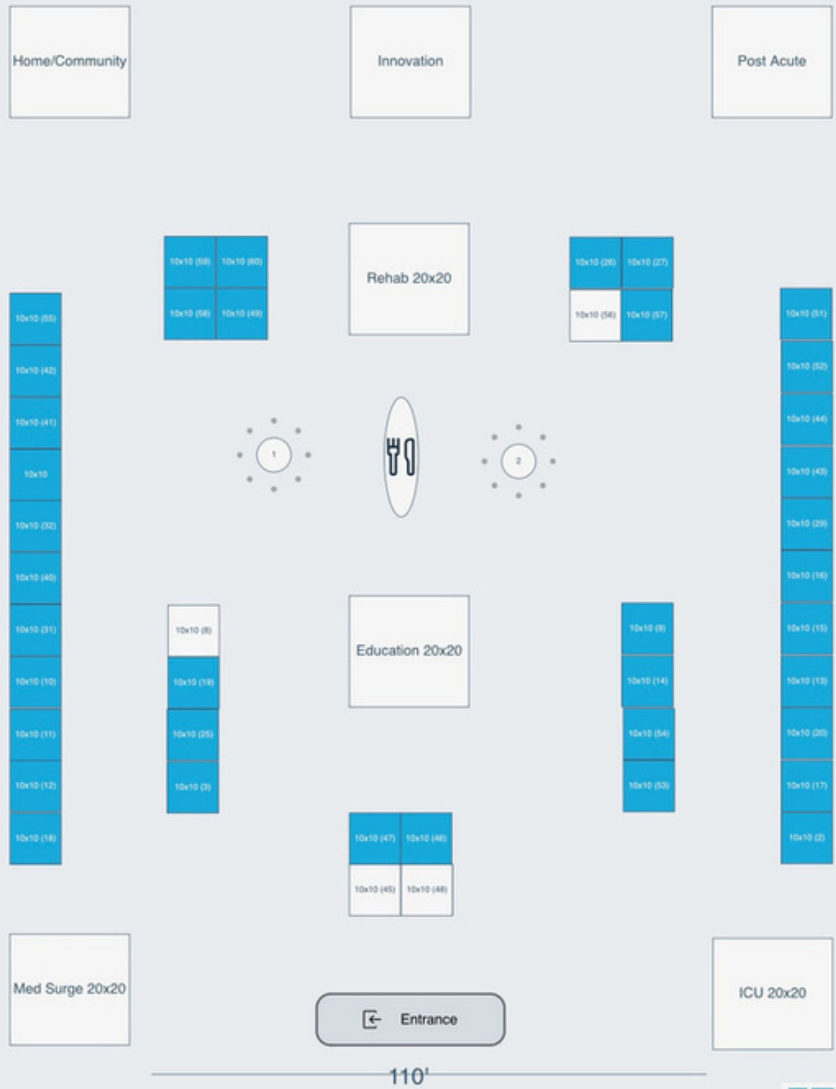 Home/Community
Innovation
Post Acute
10x10 (59) 10x10 (60)
10x10 (58) 10x10 (49)
Rehab 20x20
10x10 (26) 10x10 (27)
10x10 (56) 10x10 (57)
10x10 (55)
10x10 (42)
10x10 (41)
10x10
10x10 (32)
10x10 (40)
10x10 (31)
10x10 (10)
10x10 (11)
10x10 (12)
10x10 (18)
1
2
10x10 (51)
10x10 (52)
10x10 (44)
10x10 (43)
10x10 (29)
10x10 (16)
10x10 (15)
10x10 (13)
10x10 (20)
10x10 (17)
10x10 (2)
10x10 (8)
10x10 (19)
10x10 (25)
10x10 (3)
Education 20x20
10x10 (9)
10x10 (14)
10x10 (54)
10x10 (53)
10x10 (47) 10x10 (46)
10x10 (45) 10x10 (48)
Med Surge 20x20
ICU 20x20
Entrance
110'